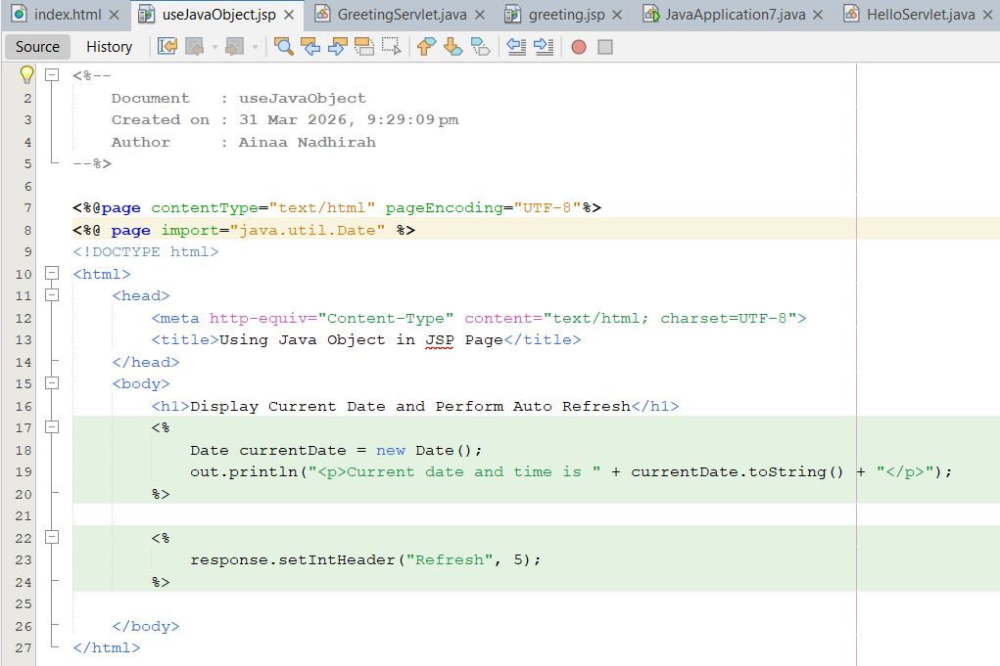 index.html useJavaObject.jsp GreetingServlet.java greeting.jsp JavaApplication7.java HelloServlet.java
Source History
<%--
2 Document : useJavaObject
3 Created on : 31 Mar 2026, 9:29:09 pm
4 Author : Ainaa Nadhirah
5 --%>
6
7 <%@page contentType="text/html" pageEncoding="UTF-8"%>
8 <%@ page import="java.util.Date" %>
9 <!DOCTYPE html>
10 <html>
11 <head>
12 <meta http-equiv="Content-Type" content="text/html; charset=UTF-8">
13 <title>Using Java Object in JSP Page</title>
14 </head>
15 <body>
16 <h1>Display Current Date and Perform Auto Refresh</h1>
17 <%
18 Date currentDate = new Date();
19 out.println("<p>Current date and time is " + currentDate.toString() + "</p>");
20 %>
21
22 <%
23 response.setIntHeader("Refresh", 5);
24 %>
25
26 </body>
27 </html>